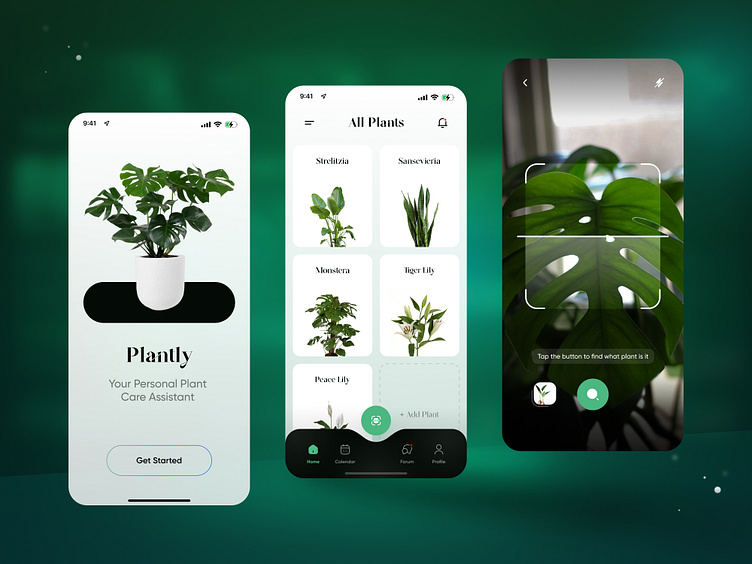 9:41
Plantly
Your Personal Plant
Care Assistant
Get Started
9:41
All Plants
Strelitzia
Sansevieria
Monstera
Tiger Lily
Peace Lily
+ Add Plant
Home
Calendar
Forum
Profile
Tap the button to find what plant is it